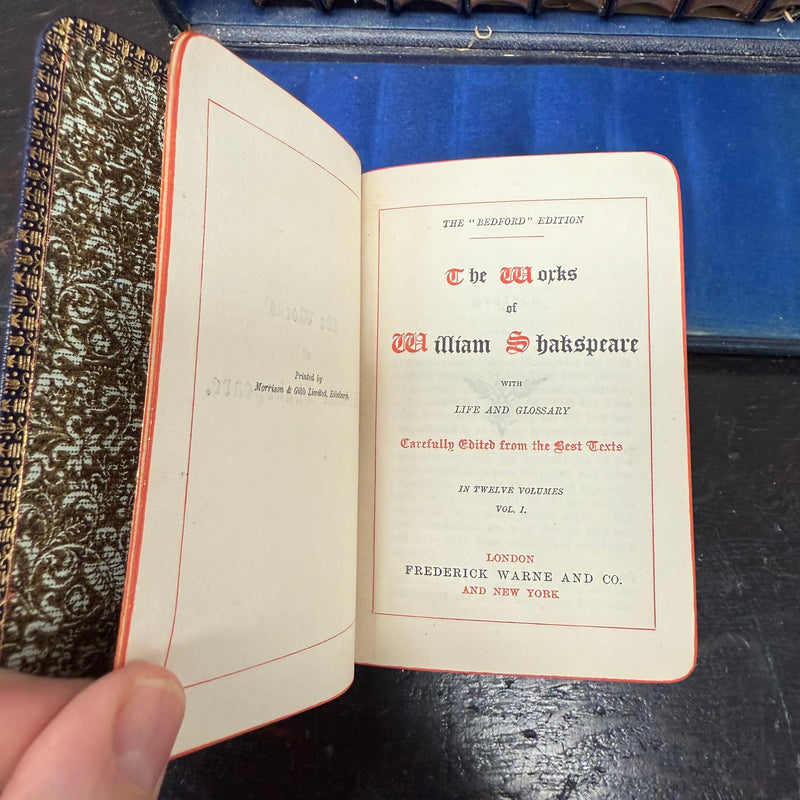 Printed by
Morrison & Gibb Limited, Edinburgh.
THE "BEDFORD" EDITION
The Works
of
William Shakspeare
WITH
LIFE AND GLOSSARY
Carefully Edited from the Best Texts
IN TWELVE VOLUMES
VOL. I.
LONDON
FREDERICK WARNE AND CO.
AND NEW YORK